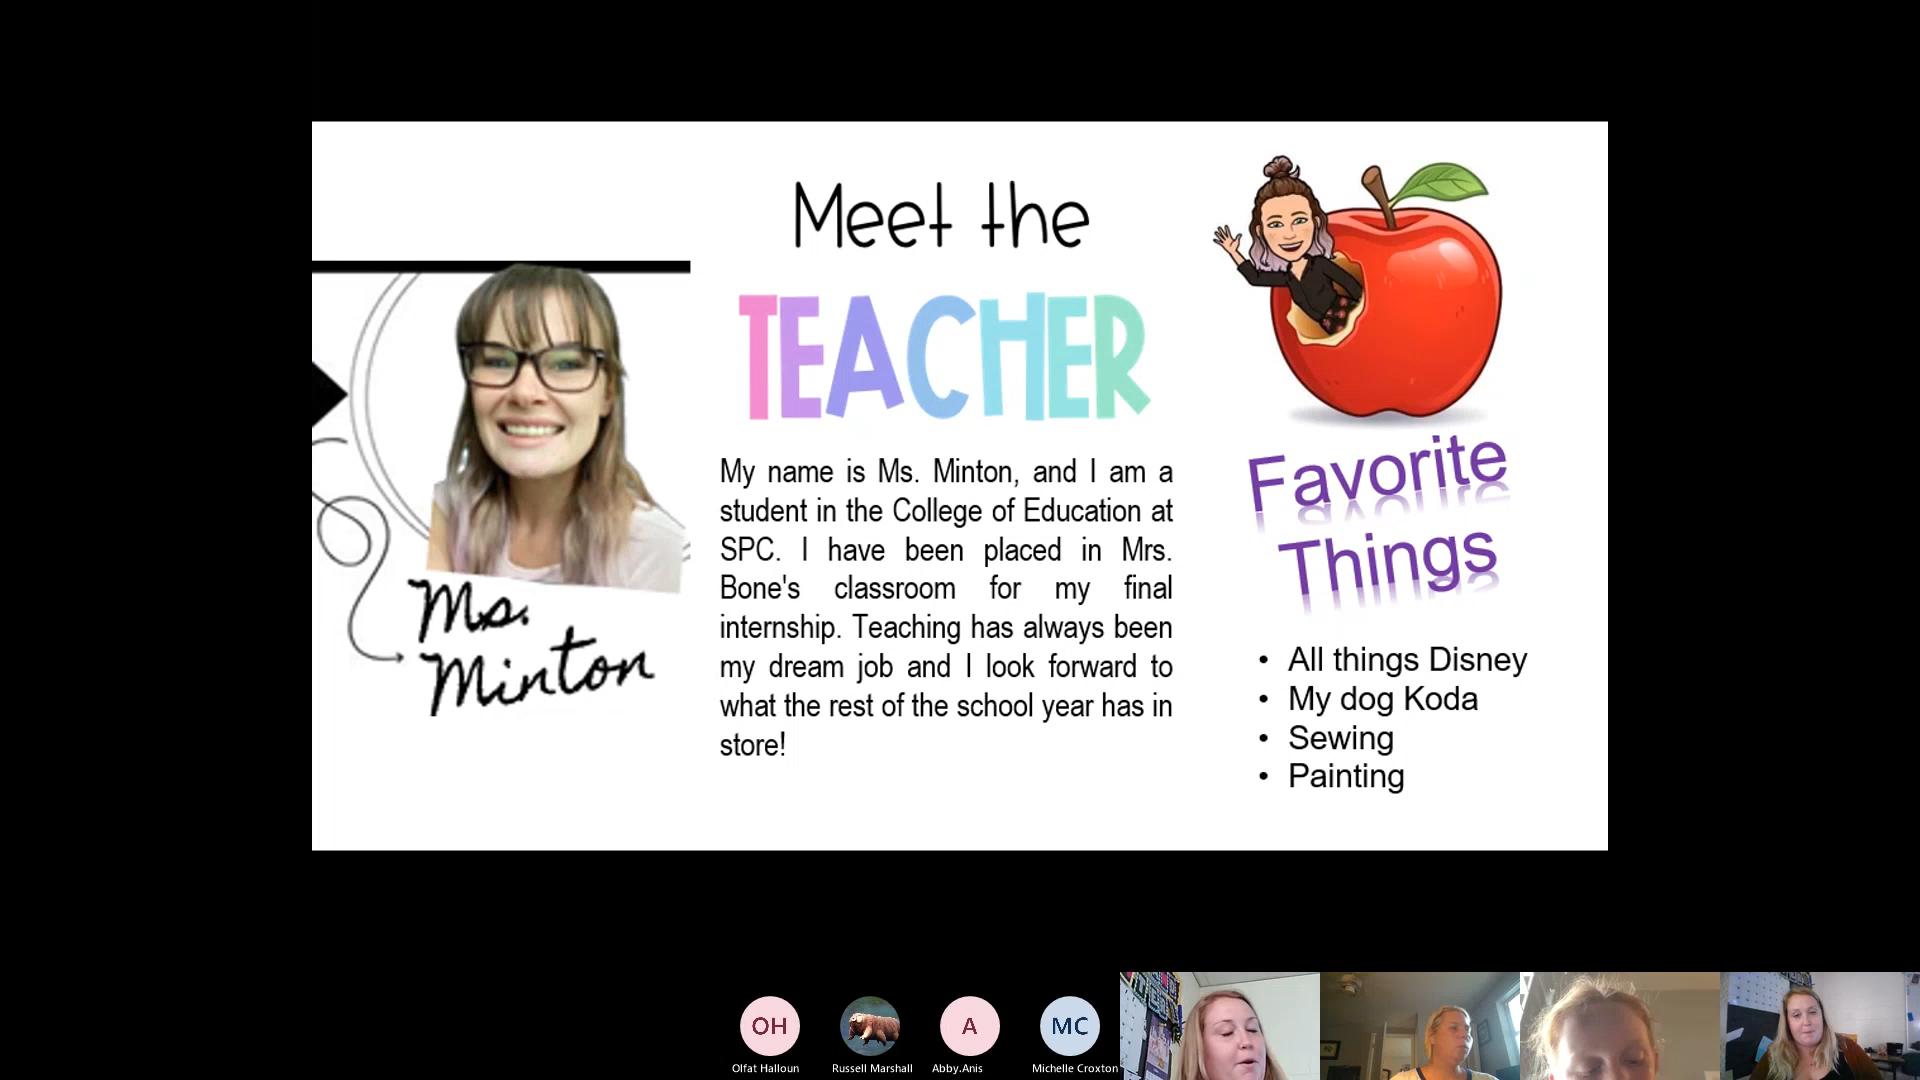 Meet the
TEACHER
Ms.
Minton
My name is Ms. Minton, and I am a
student in the College of Education at
SPC. I have been placed in Mrs.
Bone's classroom for my final
internship. Teaching has always been
my dream job and I look forward to
what the rest of the school year has in
store!
Favorite
Things
• All things Disney
• My dog Koda
• Sewing
• Painting
OH
A
MC
Olfat Halloun
Russell Marshall
Abby.Anis
Michelle Croxton